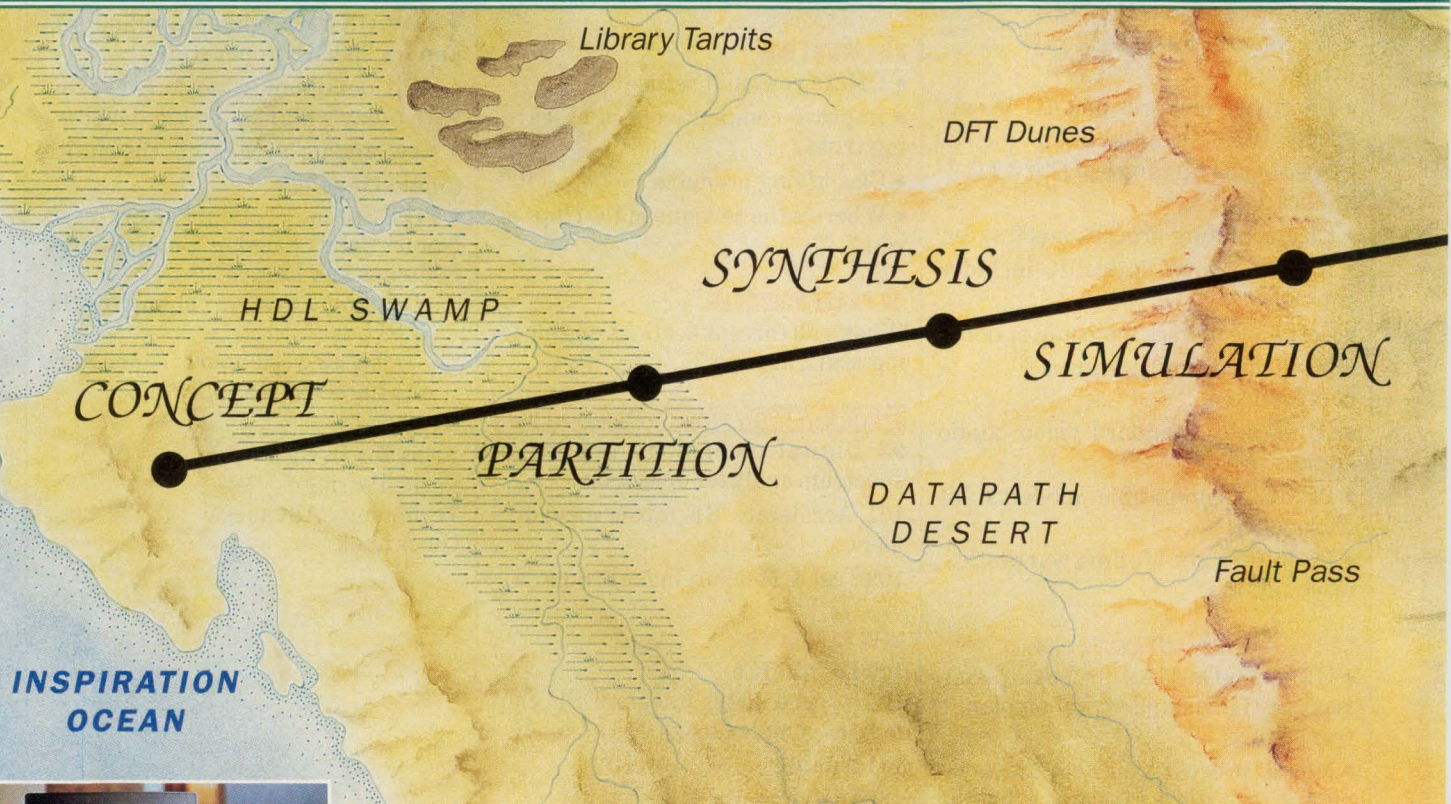 Library Tarpits
DFT Dunes
SYNTHESIS
HDL SWAMP
SIMULATION
CONCEPT
PARTITION
DATAPATH
DESERT
Fault Pass
INSPIRATION
OCEAN